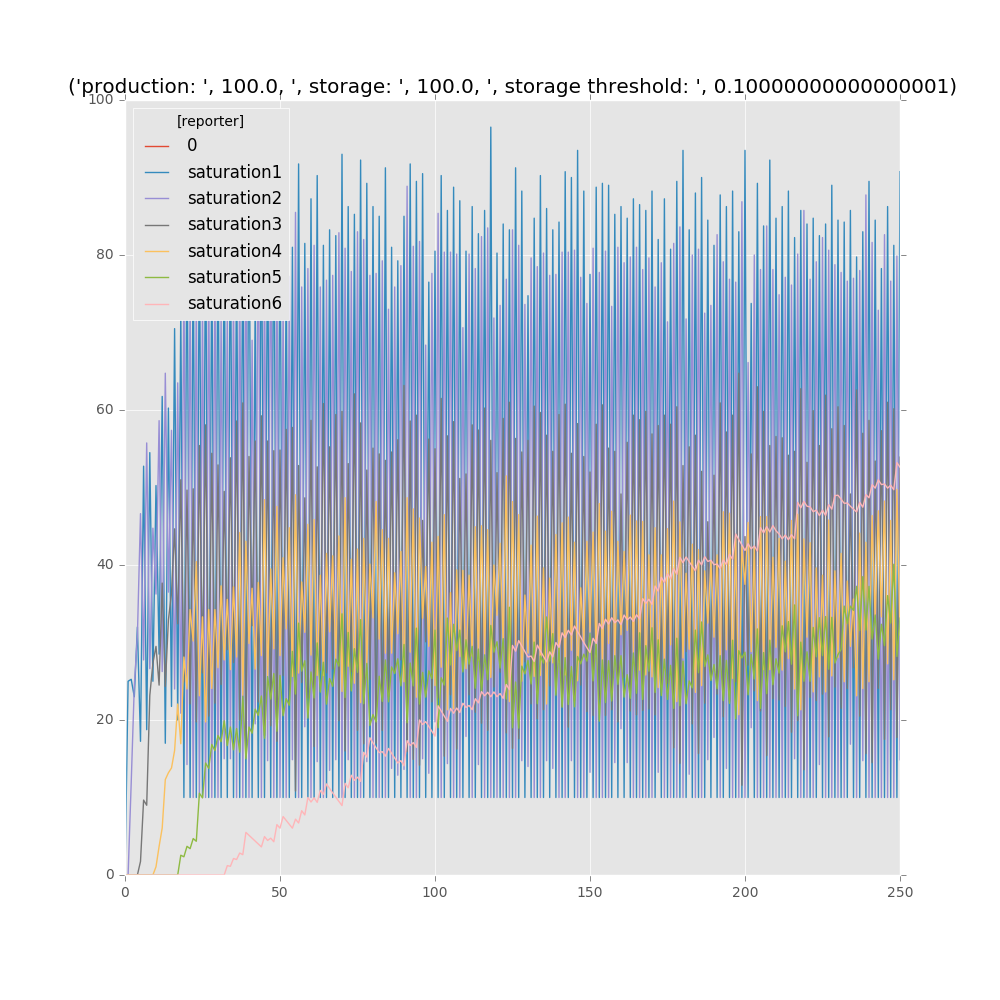 ('production: ', 100.0, ', storage: ', 100.0, ', storage threshold: ', 0.10000000000000001)
100
80
60
40
20
0
[reporter]
0
saturation1
saturation2
saturation3
saturation4
saturation5
saturation6
0 50 100 150 200 250